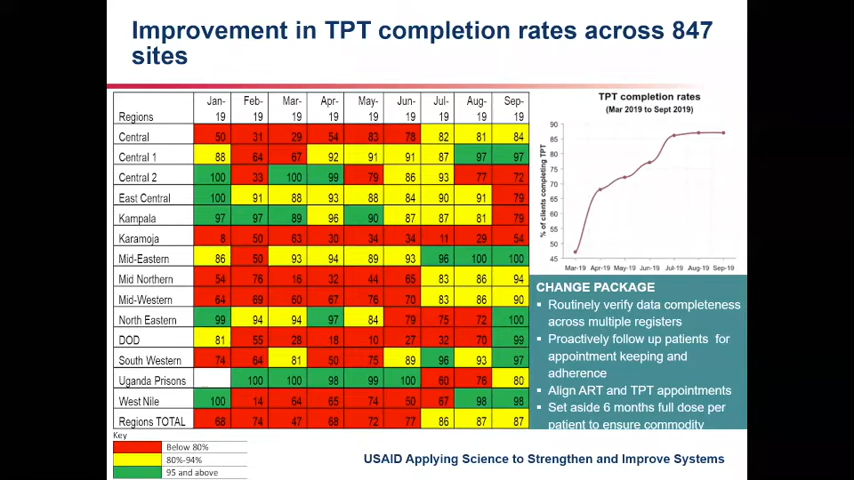 Improvement in TPT completion rates across 847
sites
Regions Jan-19 Feb-19 Mar-19 Apr-19 May-19 Jun-19 Jul-19 Aug-19 Sep-19
Central 50 31 29 54 83 78 82 81 84
Central 1 88 64 67 92 91 91 87 97 97
Central 2 100 33 100 99 79 86 93 77 72
East Central 100 91 88 93 88 84 90 91 79
Kampala 97 97 89 96 90 87 87 81 79
Karamoja 8 50 63 30 34 34 11 29 54
Mid-Eastern 86 50 93 94 89 93 96 100 100
Mid Northern 54 76 16 32 44 65 83 86 94
Mid-Western 64 69 60 67 76 70 83 86 90
North Eastern 99 94 94 97 84 79 75 72 100
DOD 81 55 28 18 10 27 32 70 99
South Western 74 64 81 50 75 89 96 93 97
Uganda Prisons 100 100 98 99 100 60 76 80
West Nile 100 14 64 65 74 50 67 98 98
Regions TOTAL 68 74 47 68 72 77 86 87 87
Key
Below 80%
80%-94%
95 and above
TPT completion rates
(Mar 2019 to Sept 2019)
% of clients completing TPT
90
85
80
75
70
65
60
55
50
45
Mar-19 Apr-19 May-19 Jun-19 Jul-19 Aug-19 Sep-19
CHANGE PACKAGE
▪ Routinely verify data completeness
across multiple registers
▪ Proactively follow up patients for
appointment keeping and
adherence
▪ Align ART and TPT appointments
▪ Set aside 6 months full dose per
patient to ensure commodity
USAID Applying Science to Strengthen and Improve Systems